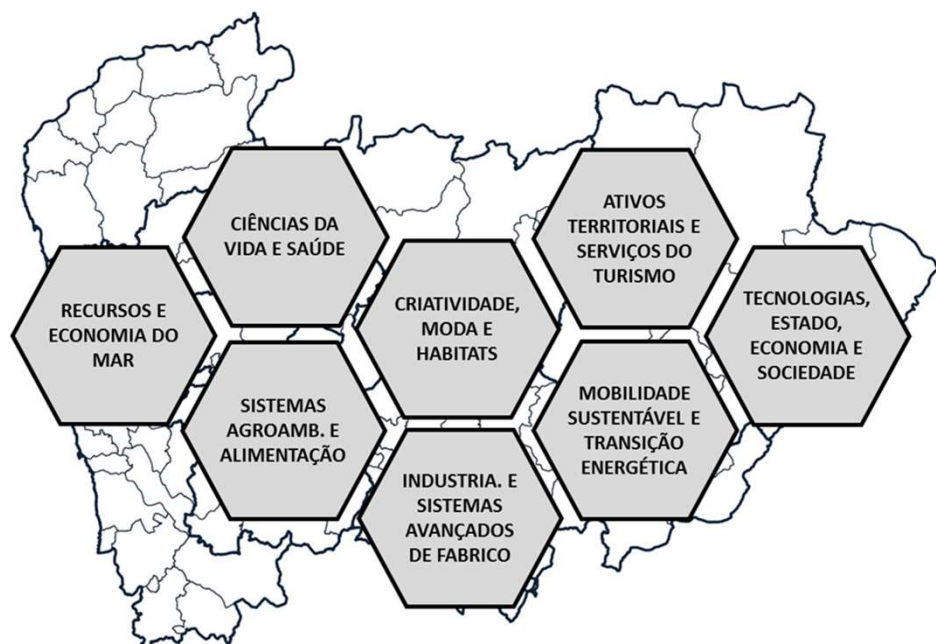 CIÊNCIAS DA
VIDA E SAÚDE
ATIVOS
TERRITORIAIS E
SERVIÇOS DO
TURISMO
RECURSOS E
ECONOMIA DO
MAR
CRIATIVIDADE,
MODA E
HABITATS
TECNOLOGIAS,
ESTADO,
ECONOMIA E
SOCIEDADE
SISTEMAS
AGROAMB. E
ALIMENTAÇÃO
MOBILIDADE
SUSTENTÁVEL E
TRANSIÇÃO
ENERGÉTICA
INDUSTRIA. E
SISTEMAS
AVANÇADOS
DE FABRICO